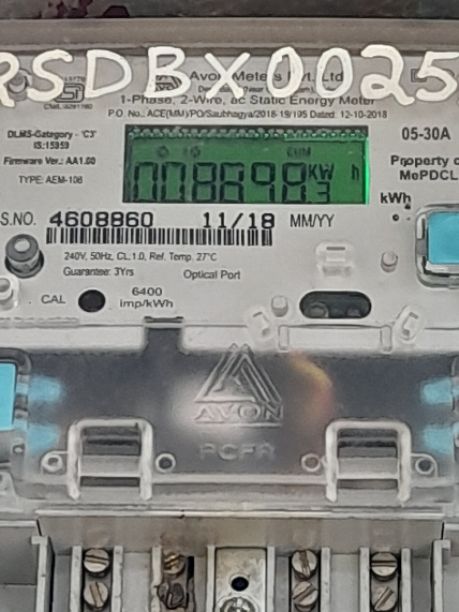 RSDBX0025
Avon Meters Pvt. Ltd
1-Phase, 2-Wire, ac Static Energy Meter
P.O. No.: ACE(MM)/PO/Saubhagya/2018-19/195 Dated: 12-10-2018
DLMS-Category - 'C3'
IS:15959
Firmware Ver.: AA1.00
TYPE: AEM-108
05-30A
Property o
MePDCL
CUM
008898.3 KW h
kWh
S.NO. 4608860 11/18 MM/YY
240V, 50Hz, CL.1.0, Ref. Temp. 27°C
Guarantee: 3Yrs Optical Port
CAL 6400
imp/kWh
AVON
PCFR